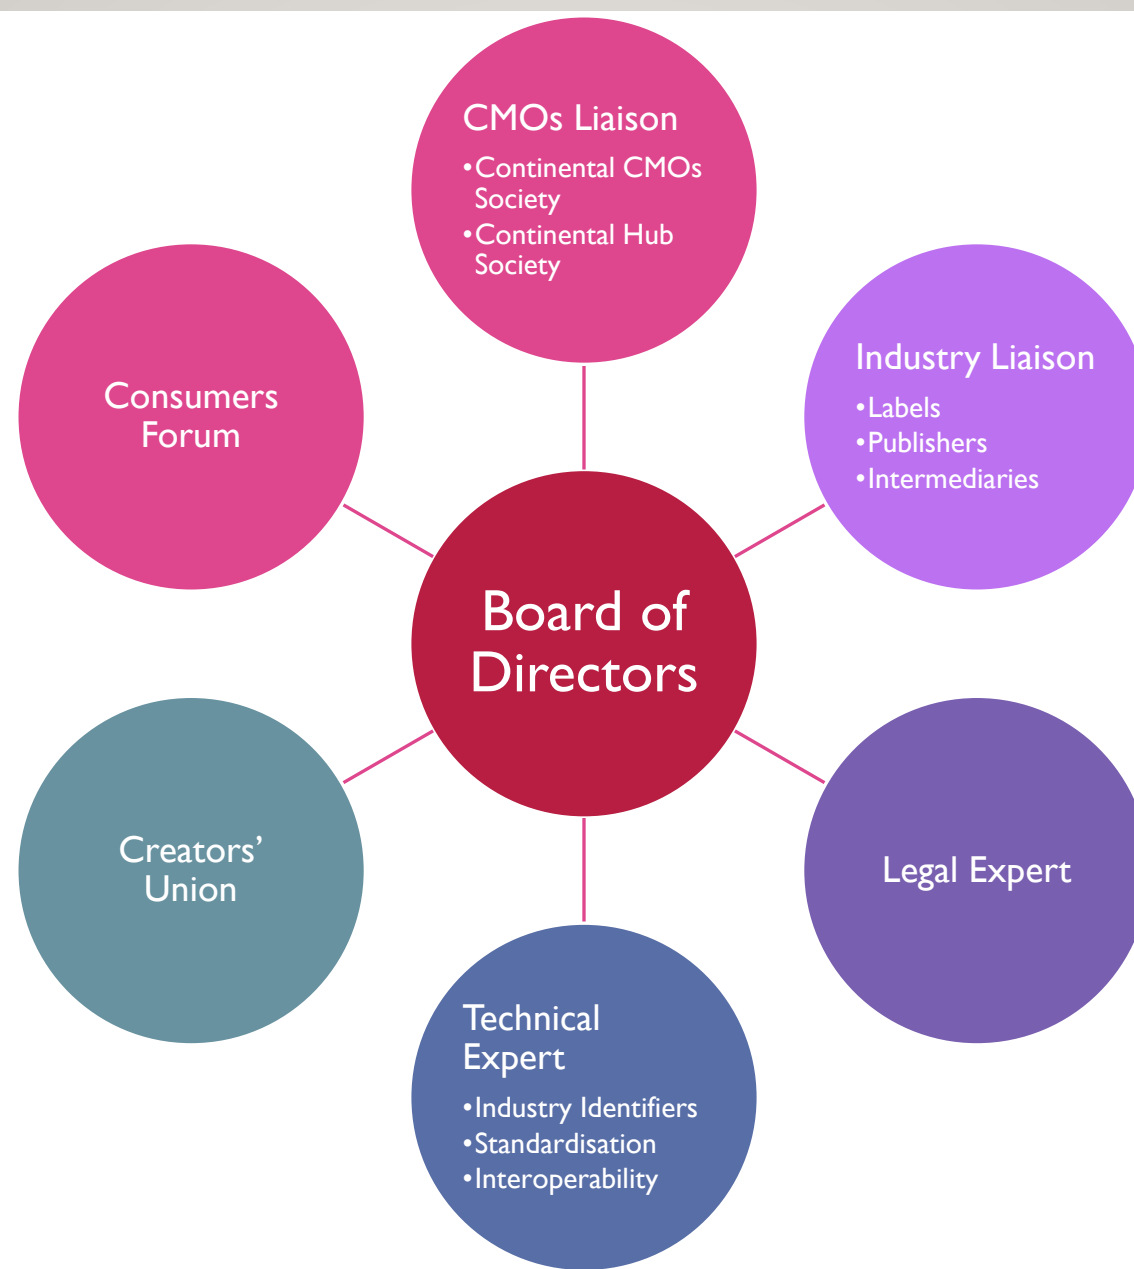 CMOs Liaison
•Continental CMOs
Society
•Continental Hub
Society
Industry Liaison
•Labels
•Publishers
•Intermediaries
Consumers
Forum
Board of
Directors
Creators’
Union
Legal Expert
Technical
Expert
•Industry Identifiers
•Standardisation
•Interoperability